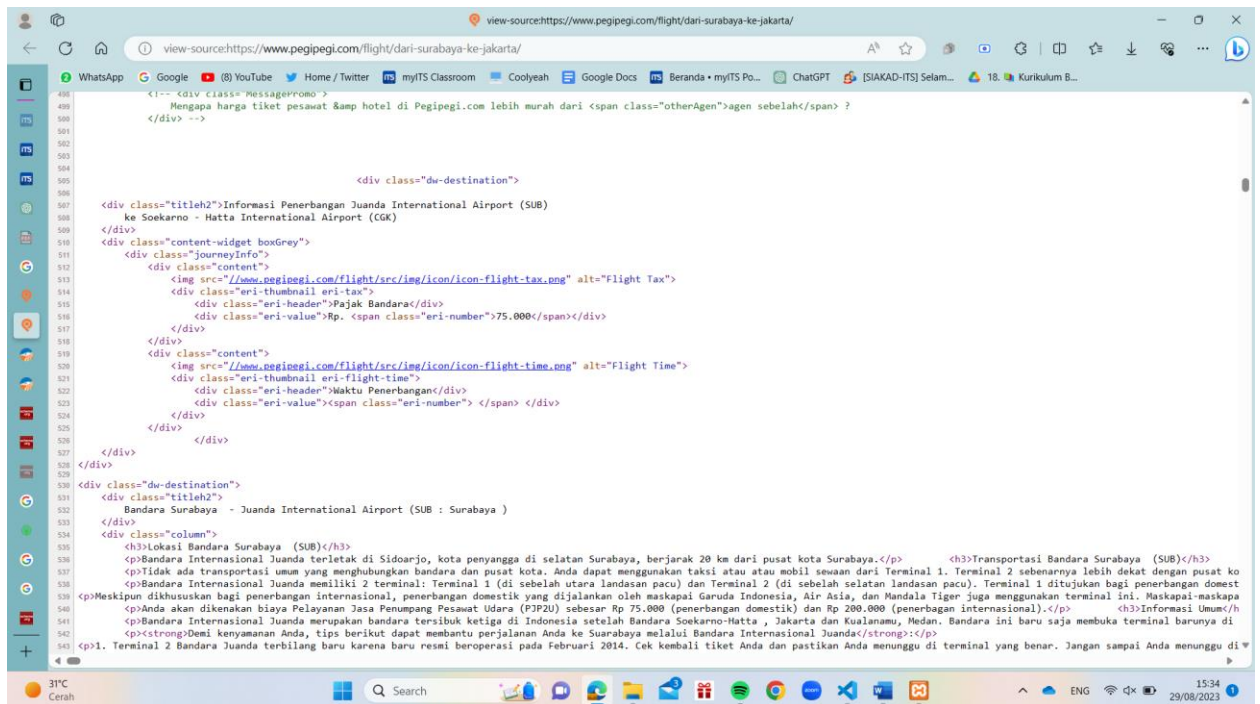 view-source:https://www.pegipegi.com/flight/dari-surabaya-ke-jakarta/
view-source:https://www.pegipegi.com/flight/dari-surabaya-ke-jakarta/
WhatsApp Google (8) YouTube Home / Twitter myITS Classroom Coolyeah Google Docs Beranda • myITS Po... ChatGPT [SIAKAD-ITS] Selam... 18. Kurikulum B...
498 <!-- <div class="MessagePromo">
499 Mengapa harga tiket pesawat &amp hotel di Pegipegi.com lebih murah dari <span class="otherAgen">agen sebelah</span> ?
500 </div> -->
501
502
503
504
505 <div class="dw-destination">
506
507 <div class="titleh2">Informasi Penerbangan Juanda International Airport (SUB)
508 ke Soekarno - Hatta International Airport (CGK)
509 </div>
510 <div class="content-widget boxGrey">
511 <div class="journeyInfo">
512 <div class="content">
513 <img src="//www.pegipegi.com/flight/src/img/icon/icon-flight-tax.png" alt="Flight Tax">
514 <div class="eri-thumbnail eri-tax">
515 <div class="eri-header">Pajak Bandara</div>
516 <div class="eri-value">Rp. <span class="eri-number">75.000</span></div>
517 </div>
518 </div>
519 <div class="content">
520 <img src="//www.pegipegi.com/flight/src/img/icon/icon-flight-time.png" alt="Flight Time">
521 <div class="eri-thumbnail eri-flight-time">
522 <div class="eri-header">Waktu Penerbangan</div>
523 <div class="eri-value"><span class="eri-number"> </span> </div>
524 </div>
525 </div>
526 </div>
527 </div>
528 </div>
529
530 <div class="dw-destination">
531 <div class="titleh2">
532 Bandara Surabaya - Juanda International Airport (SUB : Surabaya )
533 </div>
534 <div class="column">
535 <h3>Lokasi Bandara Surabaya (SUB)</h3>
536 <p>Bandara Internasional Juanda terletak di Sidoarjo, kota penyangga di selatan Surabaya, berjarak 20 km dari pusat kota Surabaya.</p> <h3>Transportasi Bandara Surabaya (SUB)</h3>
537 <p>Tidak ada transportasi umum yang menghubungkan bandara dan pusat kota. Anda dapat menggunakan taksi atau atau mobil sewaan dari Terminal 1. Terminal 2 sebenarnya lebih dekat dengan pusat ko
538 <p>Bandara Internasional Juanda memiliki 2 terminal: Terminal 1 (di sebelah utara landasan pacu) dan Terminal 2 (di sebelah selatan landasan pacu). Terminal 1 ditujukan bagi penerbangan domest
539 <p>Meskipun dikhususkan bagi penerbangan internasional, penerbangan domestik yang dijalankan oleh maskapai Garuda Indonesia, Air Asia, dan Mandala Tiger juga menggunakan terminal ini. Maskapai-maskapa
540 <p>Anda akan dikenakan biaya Pelayanan Jasa Penumpang Pesawat Udara (PJP2U) sebesar Rp 75.000 (penerbangan domestik) dan Rp 200.000 (penerbagan internasional).</p> <h3>Informasi Umum</h
541 <p>Bandara Internasional Juanda merupakan bandara tersibuk ketiga di Indonesia setelah Bandara Soekarno-Hatta , Jakarta dan Kualanamu, Medan. Bandara ini baru saja membuka terminal barunya di
542 <p><strong>Demi kenyamanan Anda, tips berikut dapat membantu perjalanan Anda ke Suarabaya melalui Bandara Internasional Juanda</strong>:</p>
543 <p>1. Terminal 2 Bandara Juanda terbilang baru karena baru resmi beroperasi pada Februari 2014. Cek kembali tiket Anda dan pastikan Anda menunggu di terminal yang benar. Jangan sampai Anda menunggu di
31°C
Cerah
Search
ENG
15:34
29/08/2023